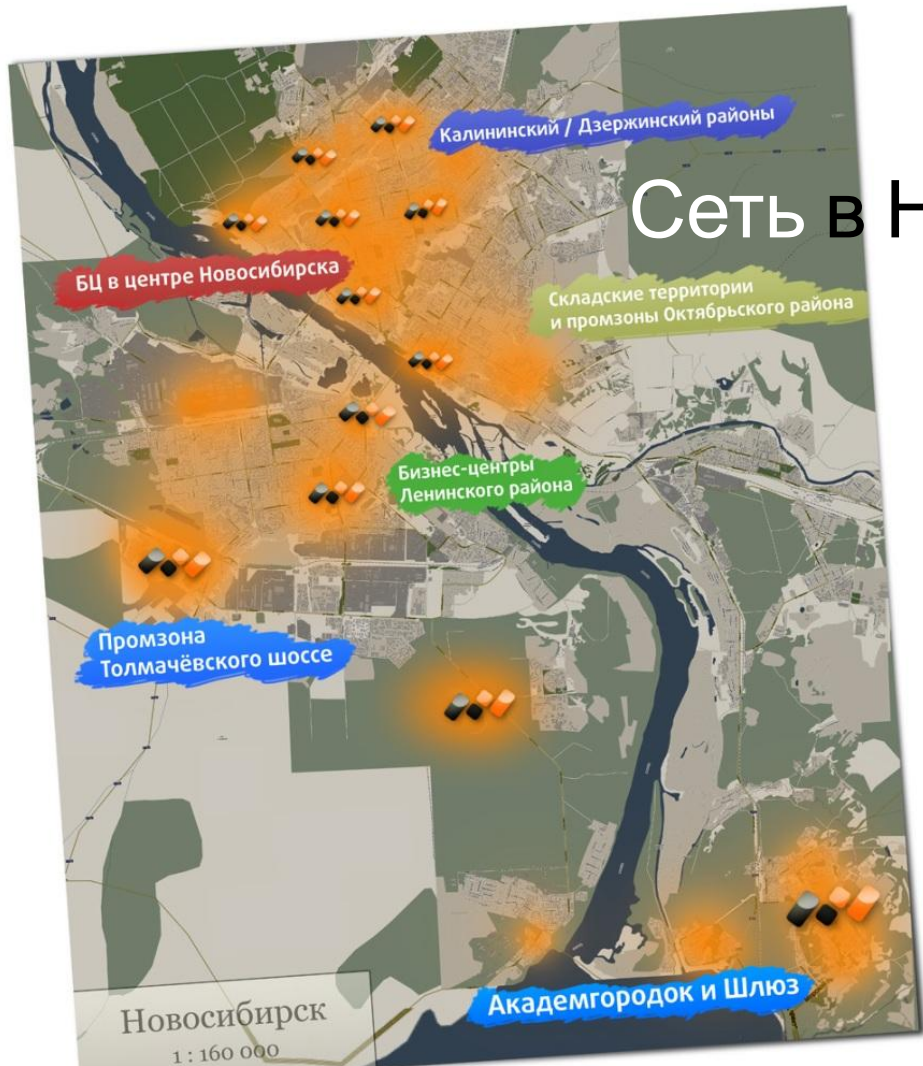 Калининский / Дзержинский районы
Сеть в Н
БЦ в центре Новосибирска
Складские территории
и промзоны Октябрьского района
Бизнес-центры
Ленинского района
Промзона
Толмачёвского шоссе
Академгородок и Шлюз
Новосибирск
1 : 160 000